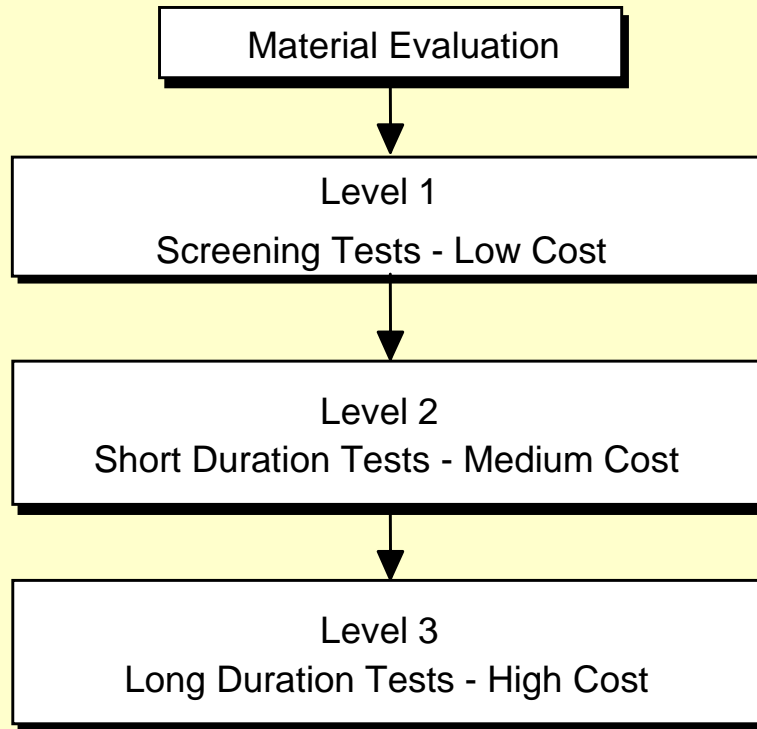 Material Evaluation
Level 1
Screening Tests - Low Cost
Level 2
Short Duration Tests - Medium Cost
Level 3
Long Duration Tests - High Cost